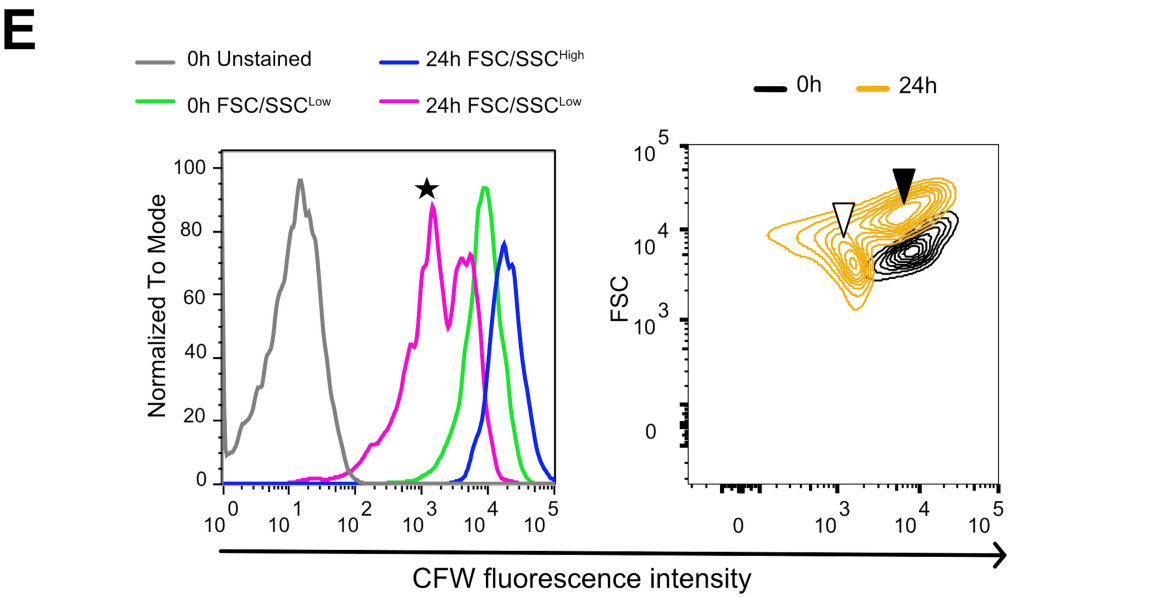 E
0h Unstained
24h FSC/SSCHigh
0h FSC/SSCLow
24h FSC/SSCLow
0h
24h
Normalized To Mode
100
80
60
40
20
0
10 0
10 1
10 2
10 3
10 4
10 5
FSC
10 5
10 4
10 3
0
0
10 3
10 4
10 5
CFW fluorescence intensity